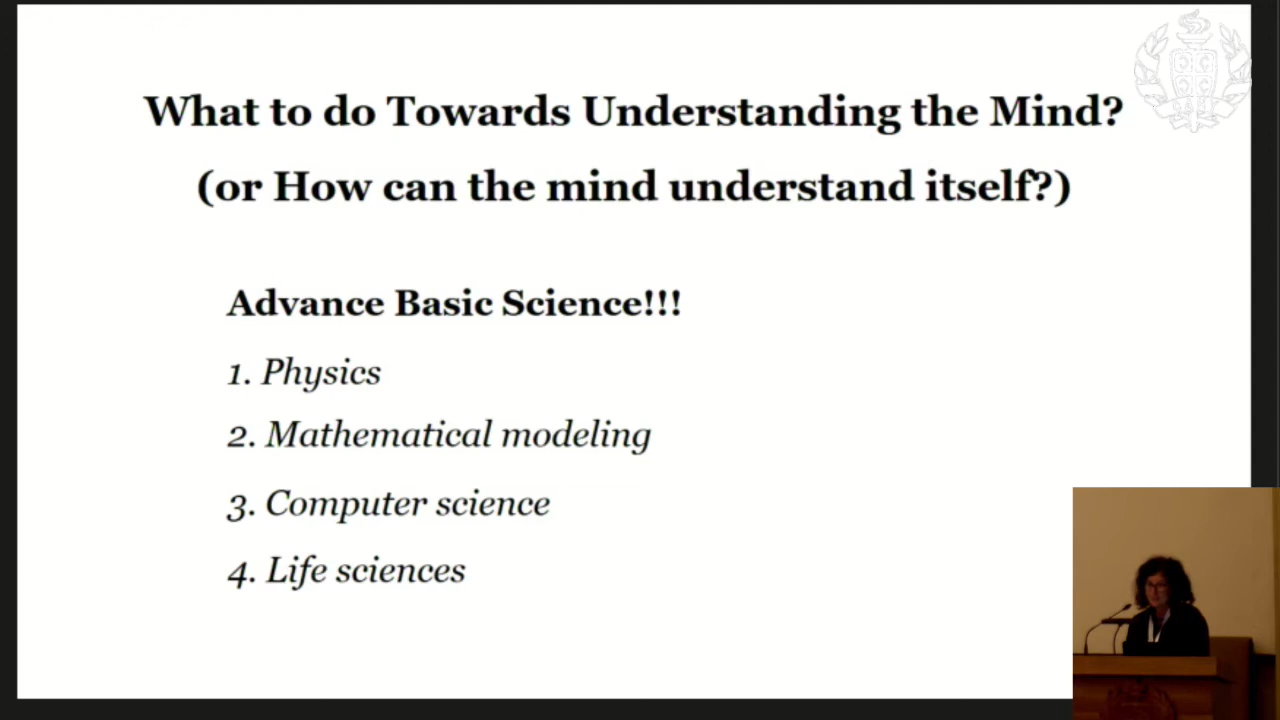 What to do Towards Understanding the Mind?
(or How can the mind understand itself?)
Advance Basic Science!!!
1. Physics
2. Mathematical modeling
3. Computer science
4. Life sciences